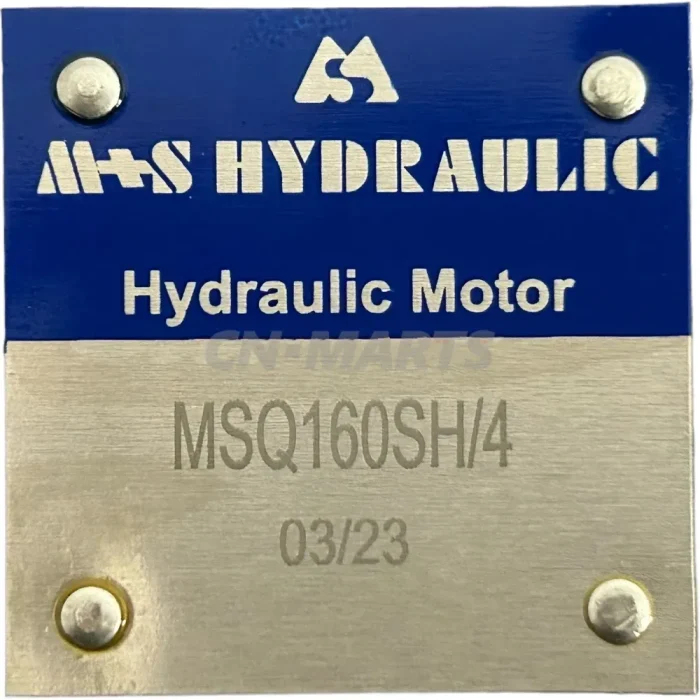 M+S HYDRAULIC
Hydraulic Motor
CN-MARTS
MSQ160SH/4
03/23